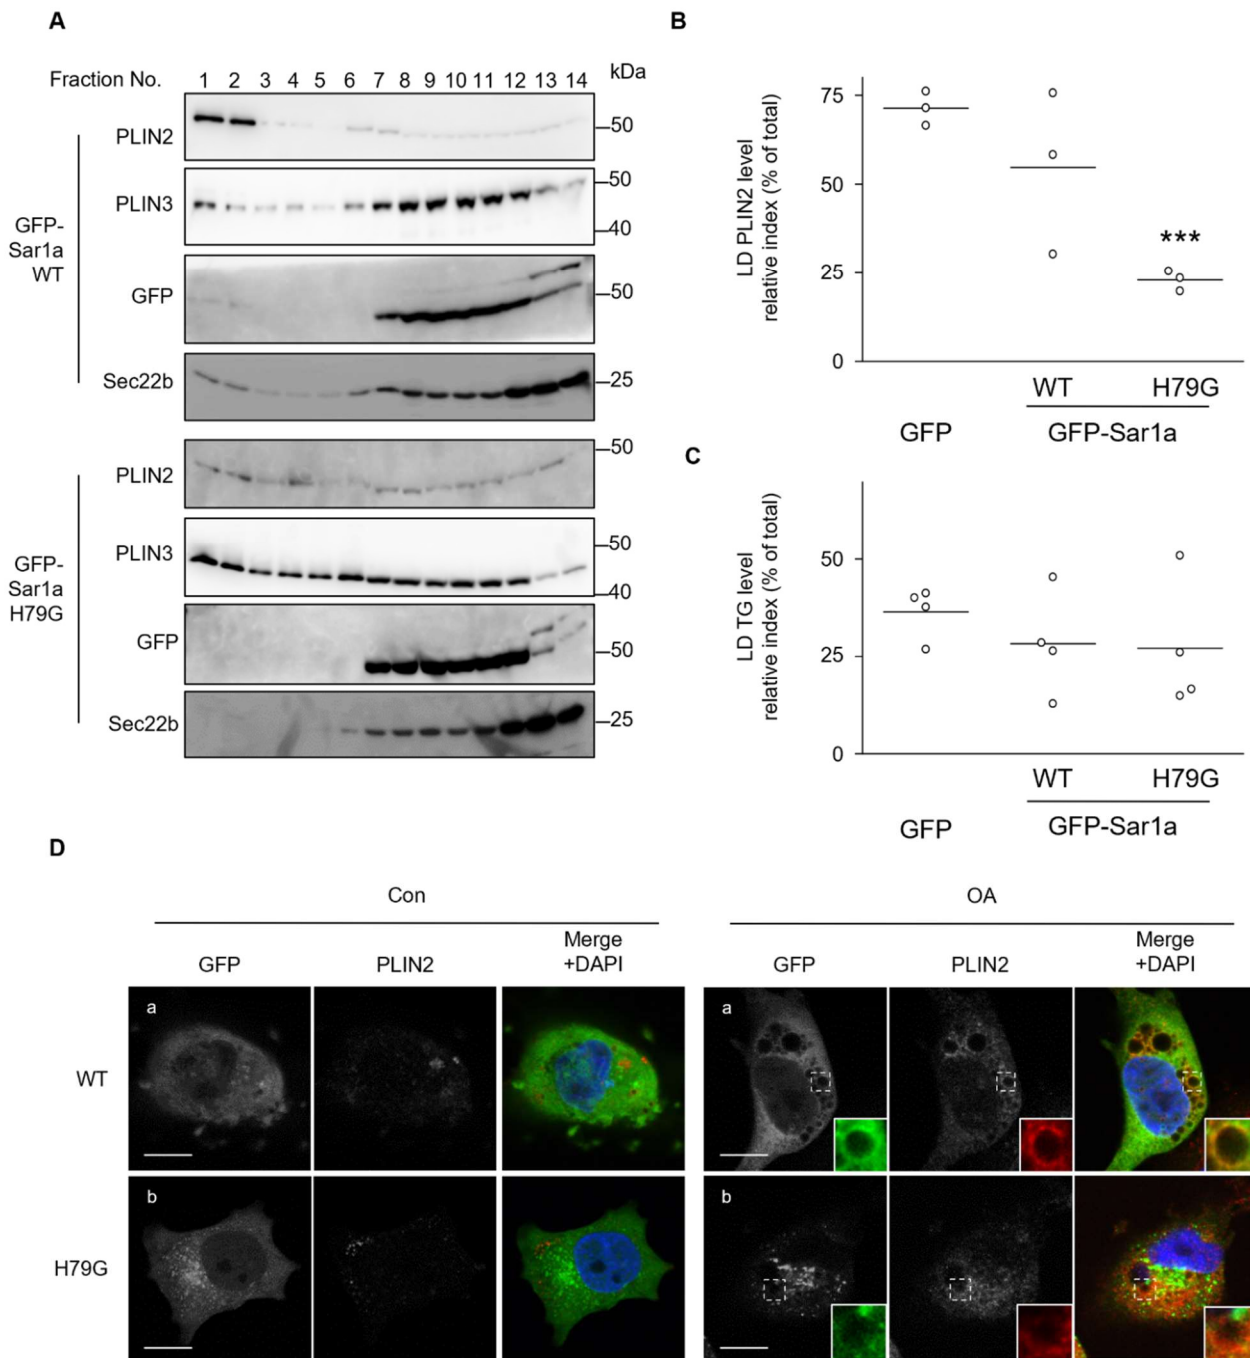 A
Fraction No. 1 2 3 4 5 6 7 8 9 10 11 12 13 14 kDa
GFP-
Sar1a
WT
PLIN2
50
PLIN3
50
40
GFP
50
Sec22b
25
GFP-
Sar1a
H79G
PLIN2
50
PLIN3
50
40
GFP
50
Sec22b
25
B
LD PLIN2 level
relative index (% of total)
75
50
25
0
***
WT H79G
GFP GFP-Sar1a
C
LD TG level
relative index (% of total)
50
25
0
WT H79G
GFP GFP-Sar1a
D
Con OA
GFP PLIN2 Merge
+DAPI
GFP PLIN2 Merge
+DAPI
WT a a
H79G b b